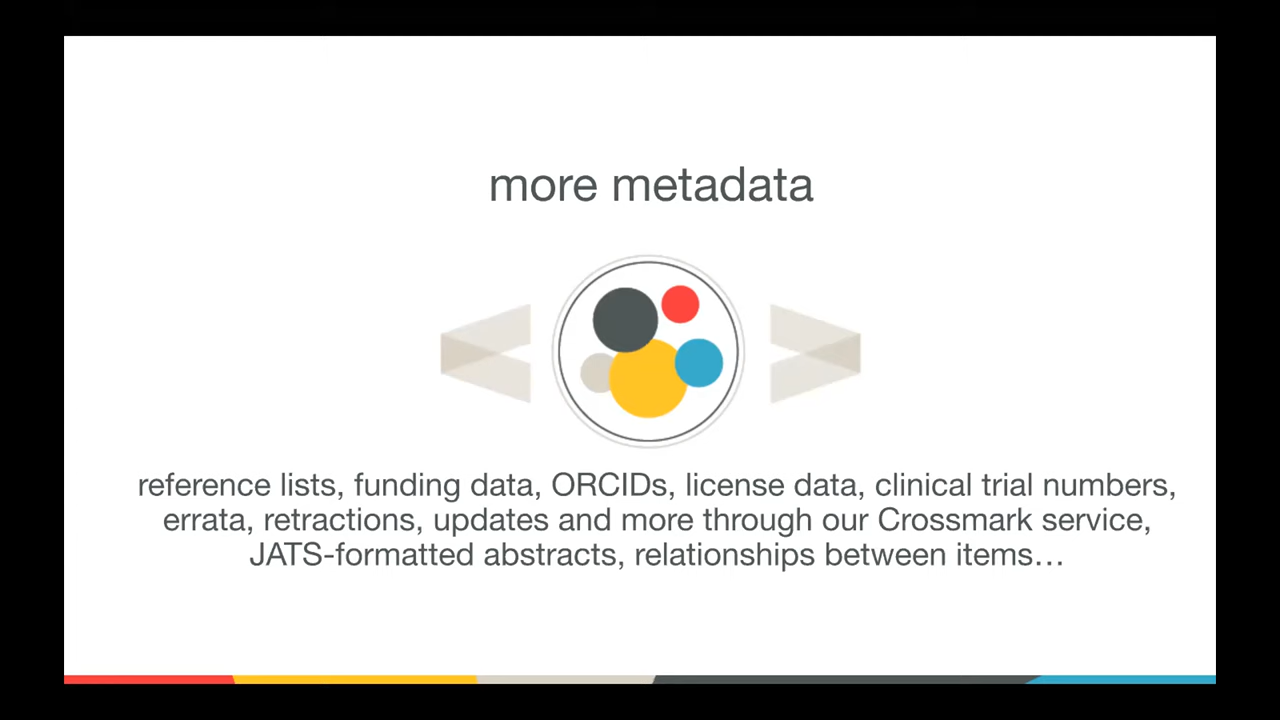 more metadata
reference lists, funding data, ORCIDs, license data, clinical trial numbers,
errata, retractions, updates and more through our Crossmark service,
JATS-formatted abstracts, relationships between items…